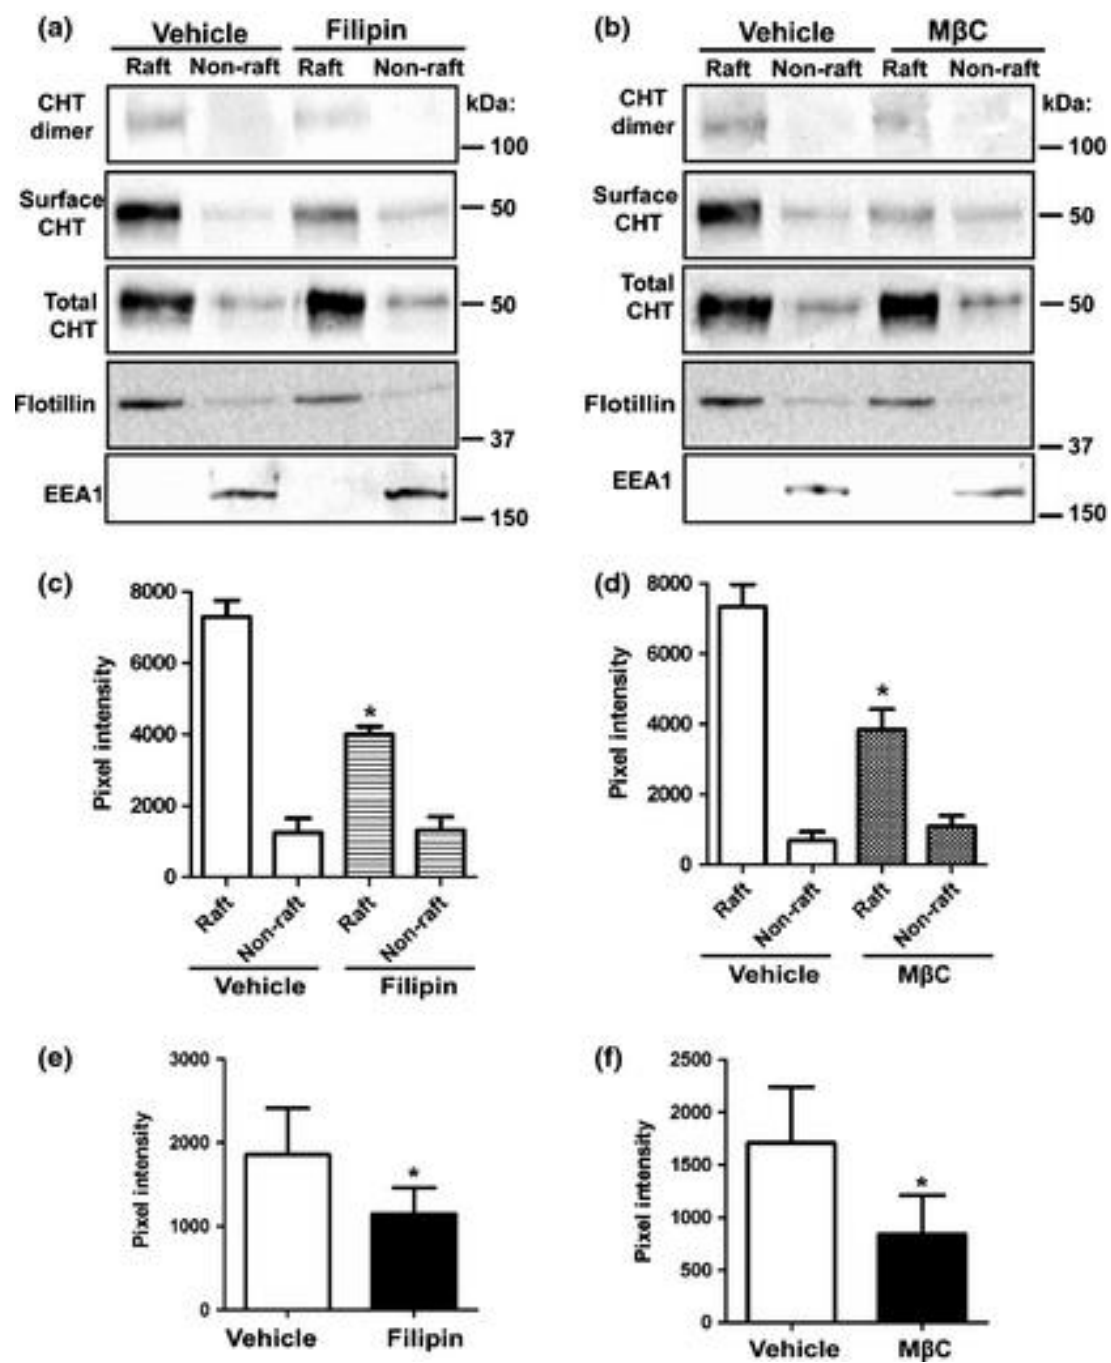 (a)
Vehicle Filipin
Raft Non-raft Raft Non-raft
kDa:
CHT
dimer
100
Surface
CHT
50
Total
CHT
50
Flotillin
37
EEA1
150
(b)
Vehicle MβC
Raft Non-raft Raft Non-raft
kDa:
CHT
dimer
100
Surface
CHT
50
Total
CHT
50
Flotillin
37
EEA1
150
(c)
Pixel intensity
8000
6000
4000
2000
0
*
Raft Non-raft Raft Non-raft
Vehicle Filipin
(d)
Pixel intensity
8000
6000
4000
2000
0
*
Raft Non-raft Raft Non-raft
Vehicle MβC
(e)
Pixel intensity
3000
2000
1000
0
*
Vehicle Filipin
(f)
Pixel intensity
2500
2000
1500
1000
500
0
*
Vehicle MβC